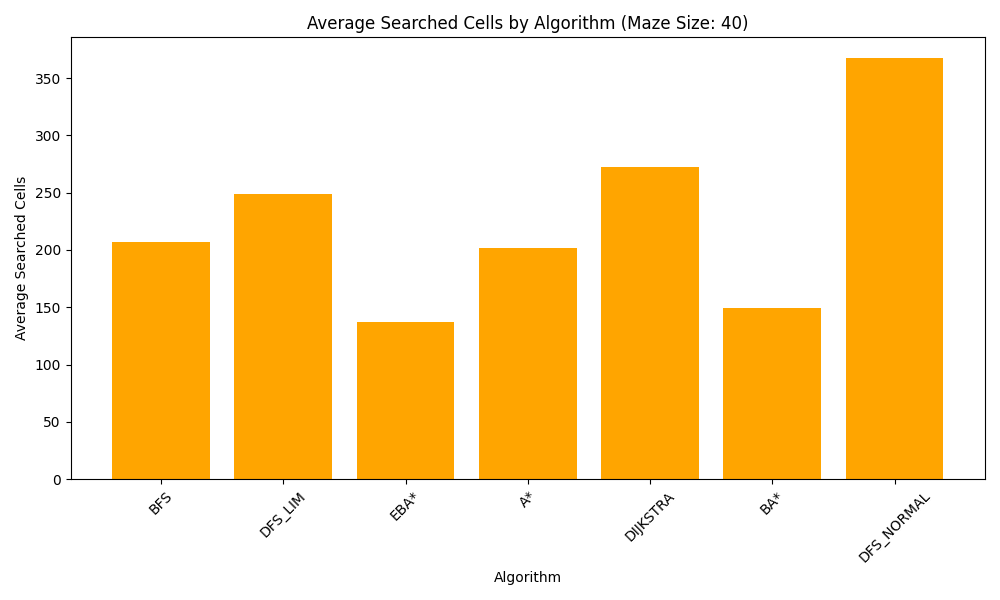 Average Searched Cells by Algorithm (Maze Size: 40)
Average Searched Cells
350
300
250
200
150
100
50
0
BFS
DFS_LIM
EBA*
A*
DIJKSTRA
BA*
DFS_NORMAL
Algorithm